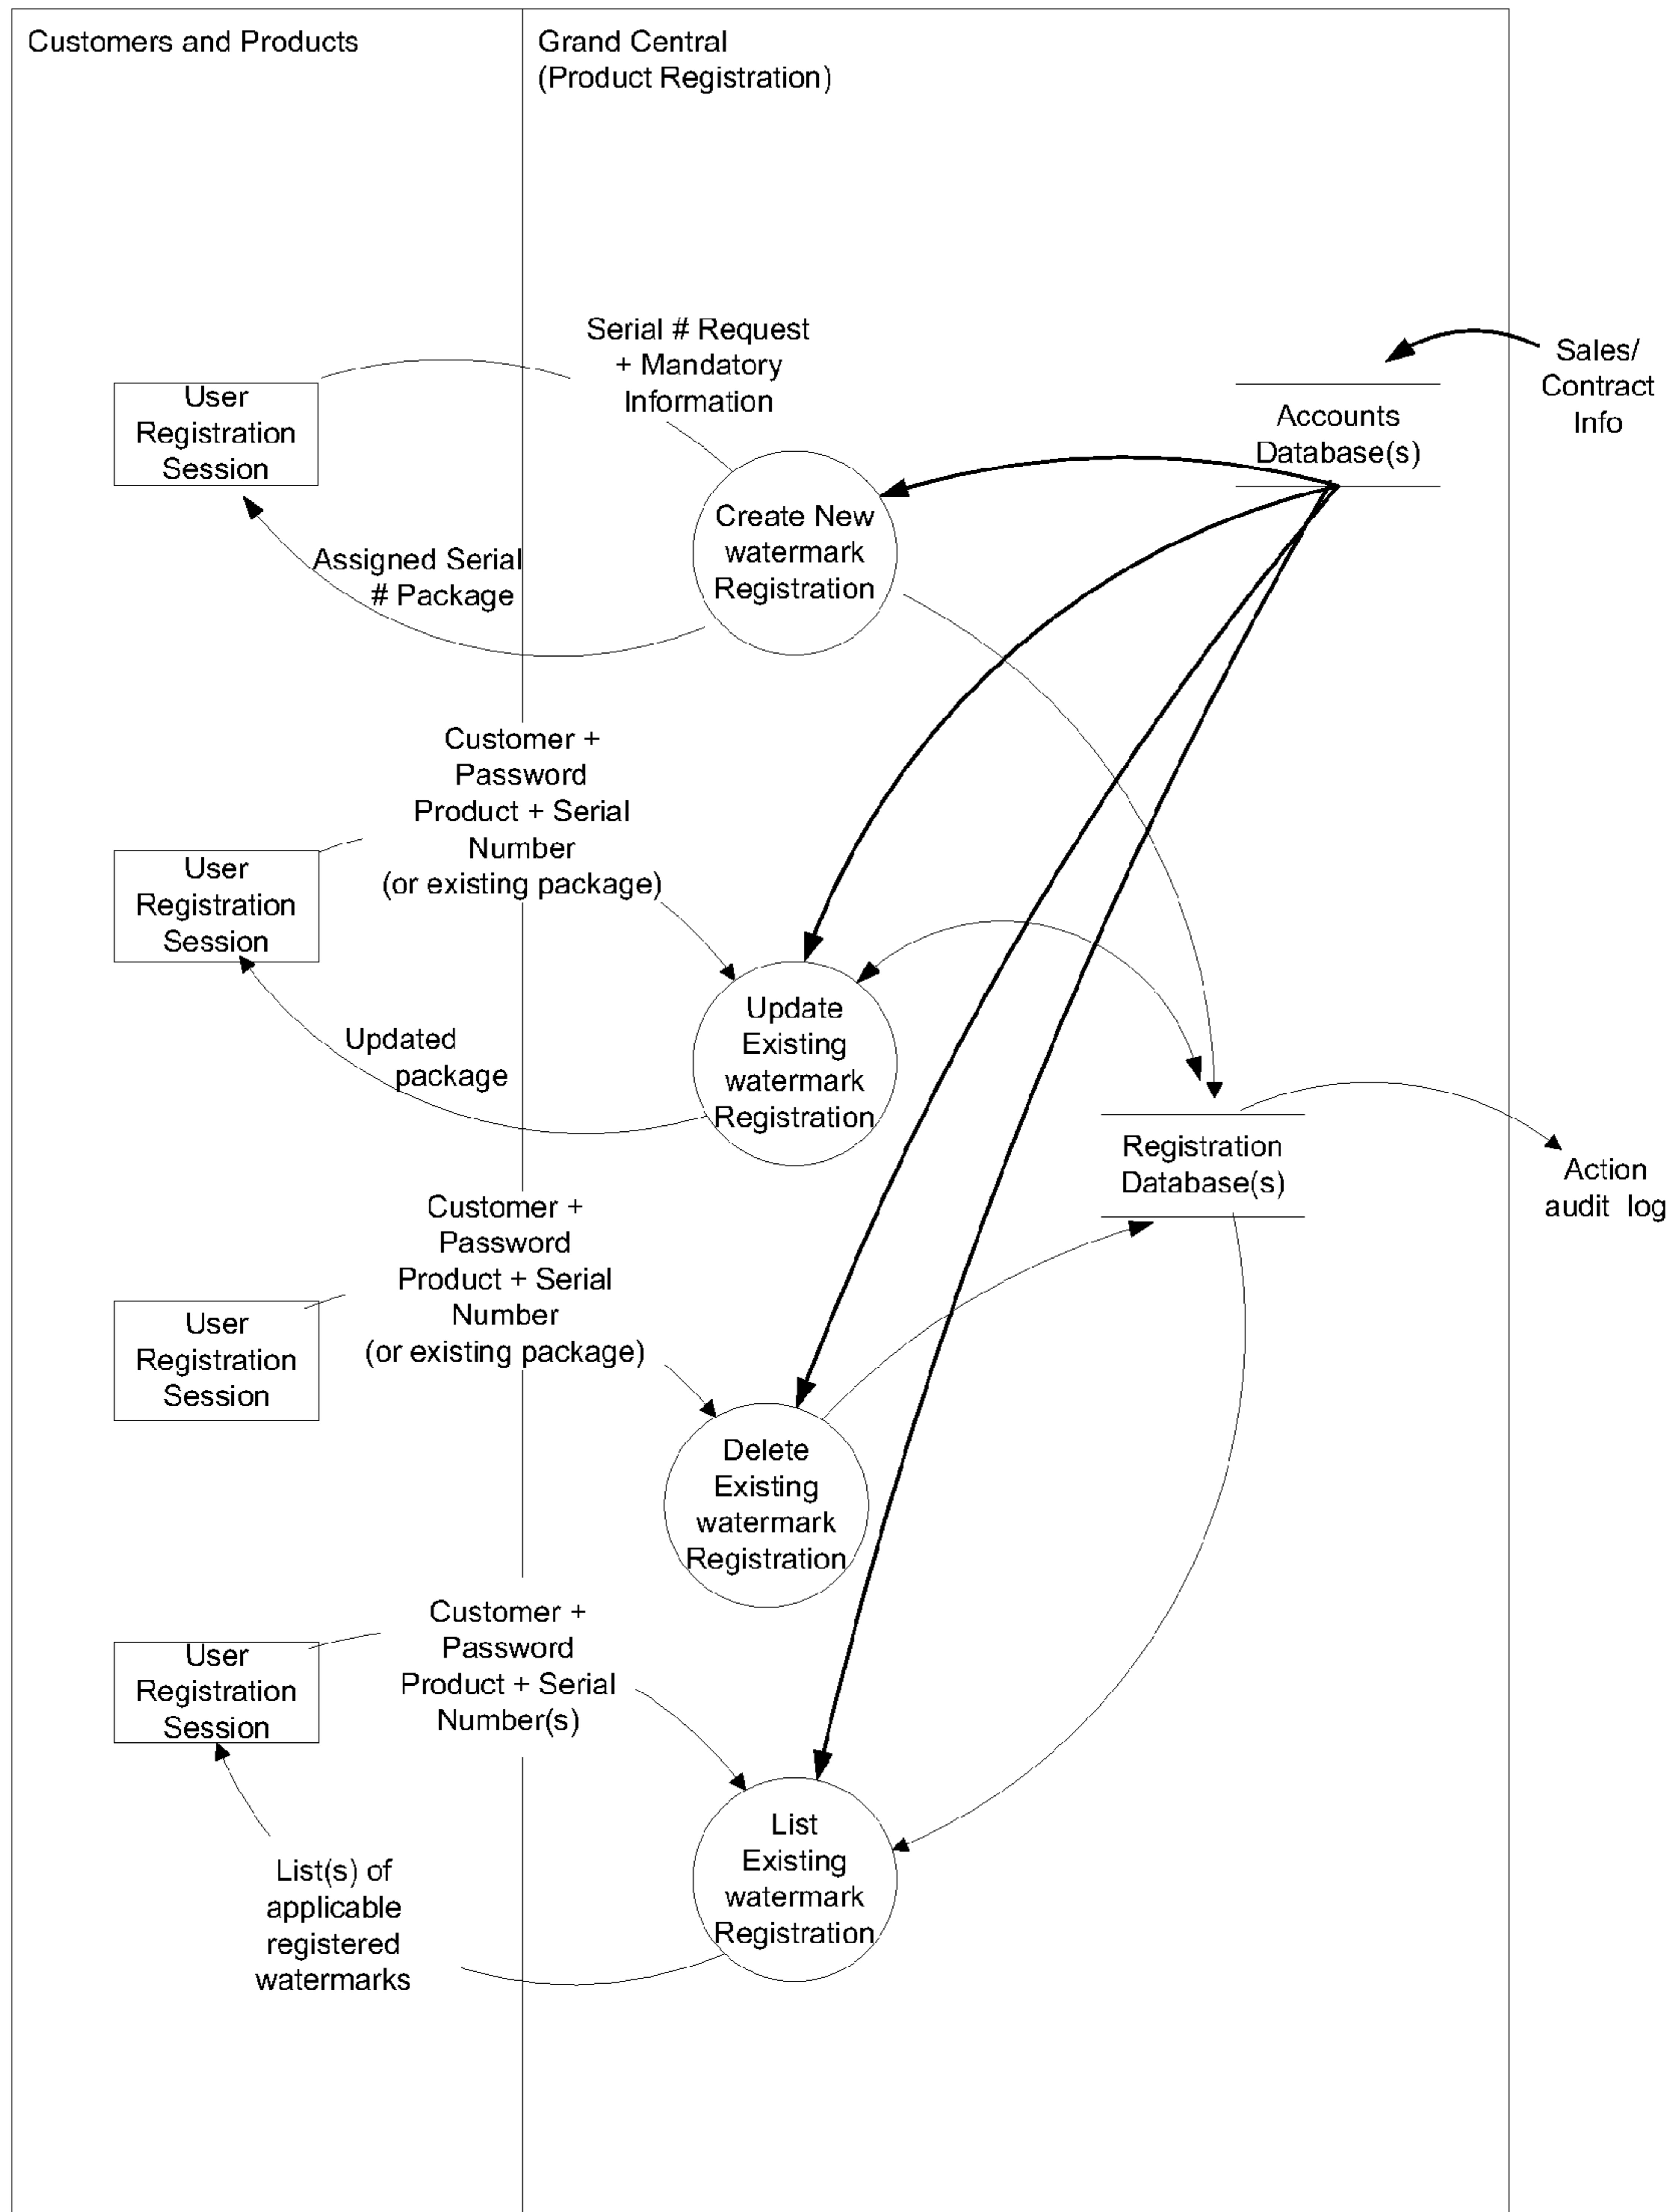 Customers and Products
Grand Central
(Product Registration)
Serial # Request
+ Mandatory
Information
Sales/
Contract
Info
User
Registration
Session
Accounts
Database(s)
Create New
watermark
Registration
Assigned Serial
# Package
Customer +
Password
Product + Serial
Number
(or existing package)
User
Registration
Session
Update
Existing
watermark
Registration
Updated
package
Registration
Database(s)
Action
audit log
Customer +
Password
Product + Serial
Number
(or existing package)
User
Registration
Session
Delete
Existing
watermark
Registration
Customer +
Password
Product + Serial
Number(s)
User
Registration
Session
List
Existing
watermark
Registration
List(s) of
applicable
registered
watermarks